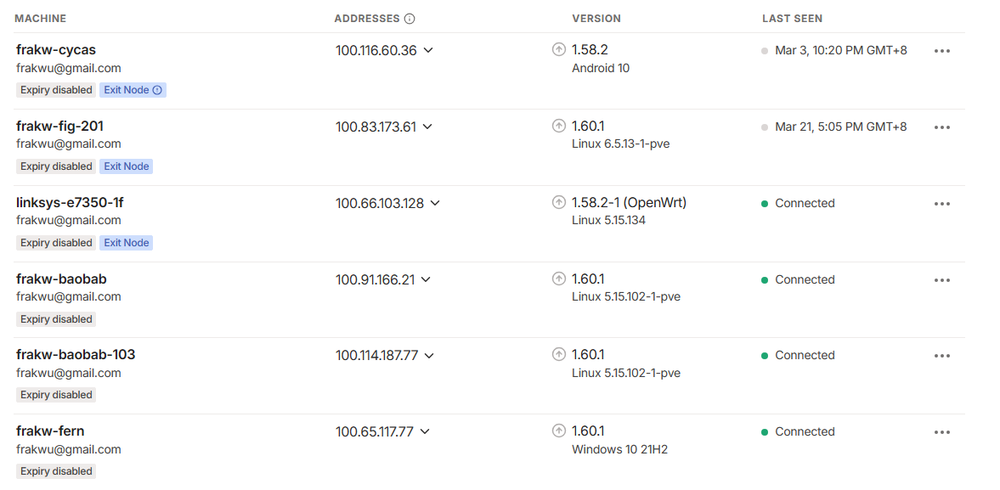 MACHINE ADDRESSES VERSION LAST SEEN
frakw-cycas 100.116.60.36 1.58.2 Mar 3, 10:20 PM GMT+8
frakwu@gmail.com Android 10
Expiry disabled Exit Node
frakw-fig-201 100.83.173.61 1.60.1 Mar 21, 5:05 PM GMT+8
frakwu@gmail.com Linux 6.5.13-1-pve
Expiry disabled Exit Node
linksys-e7350-1f 100.66.103.128 1.58.2-1 (OpenWrt) Connected
frakwu@gmail.com Linux 5.15.134
Expiry disabled Exit Node
frakw-baobab 100.91.166.21 1.60.1 Connected
frakwu@gmail.com Linux 5.15.102-1-pve
Expiry disabled
frakw-baobab-103 100.114.187.77 1.60.1 Connected
frakwu@gmail.com Linux 5.15.102-1-pve
Expiry disabled
frakw-fern 100.65.117.77 1.60.1 Connected
frakwu@gmail.com Windows 10 21H2
Expiry disabled